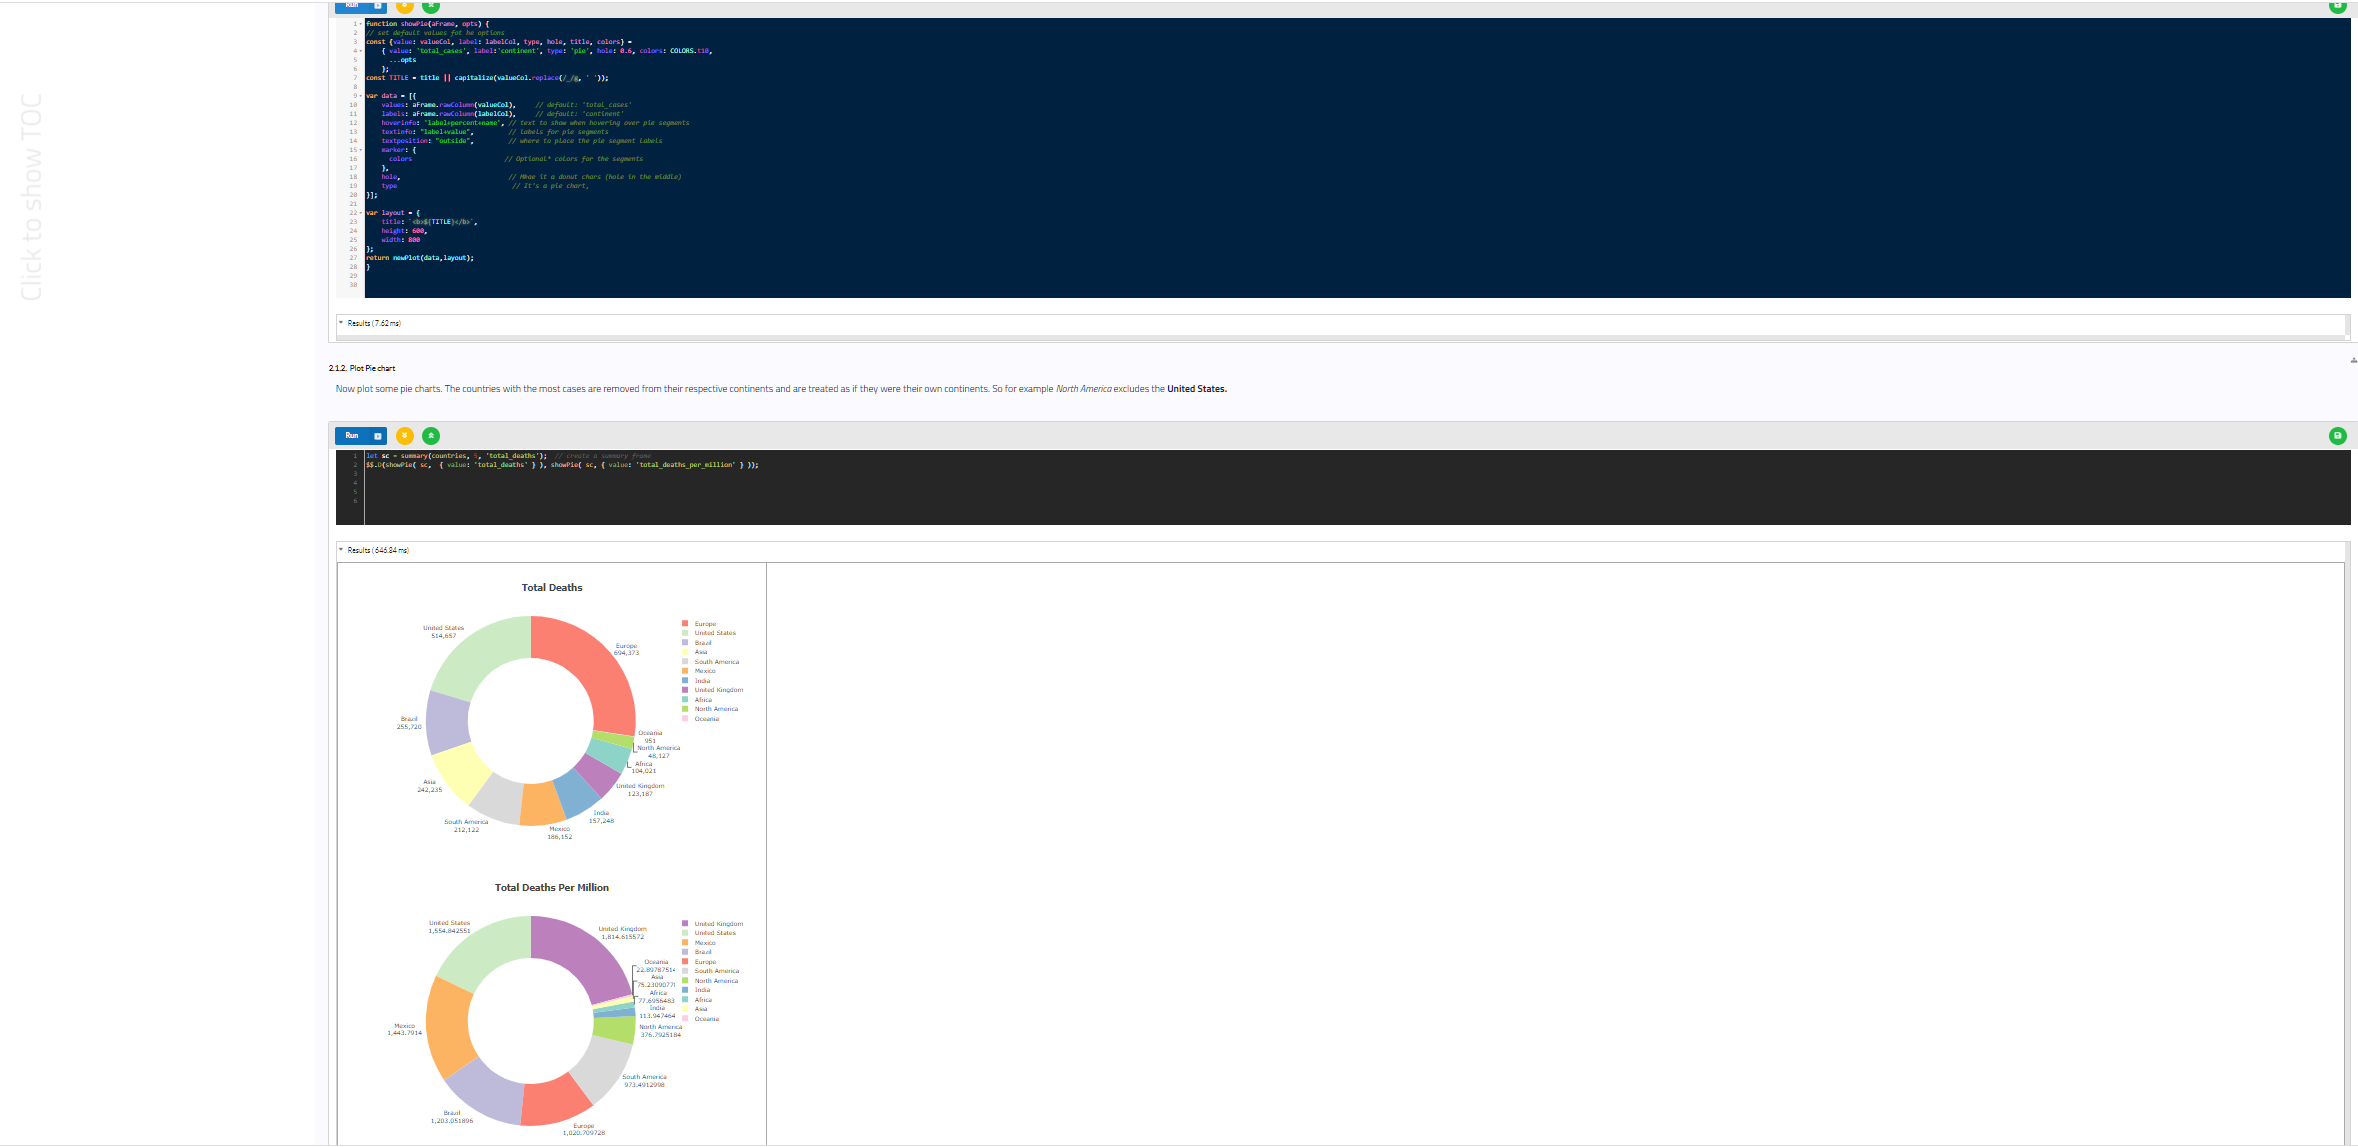 Click to show TOC
Run
1 function showPie(aFrame, opts) {
2 // set default values fot he options
3 const {value: valueCol, label: labelCol, type, hole, title, colors} =
4 { value: 'total_cases', label:'continent', type: 'pie', hole: 0.6, colors: COLORS.t10,
5 ...opts
6 };
7 const TITLE = title || capitalize(valueCol.replace(/_/g, ' '));
8
9 var data = [{
10 values: aFrame.rawColumn(valueCol), // default: 'total_cases'
11 labels: aFrame.rawColumn(labelCol), // default: 'continent'
12 hoverinfo: 'label+percent+name', // text to show when hovering over pie segments
13 textinfo: "label+value", // labels for pie segments
14 textposition: "outside", // where to place the pie segment labels
15 marker: {
16 colors // Optional* colors for the segments
17 },
18 hole, // Mkae it a donut chars (hole in the middle)
19 type // It's a pie chart,
20 }];
21
22 var layout = {
23 title: `<b>${TITLE}</b>`,
24 height: 600,
25 width: 800
26 };
27 return newPlot(data,layout);
28 }
29
30
Results (7.62 ms)
2.1.2. Plot Pie chart
Now plot some pie charts. The countries with the most cases are removed from their respective continents and are treated as if they were their own continents. So for example North America excludes the United States.
Run
1 let sc = summary(countries, 5, 'total_deaths'); // create a summary frame
2 $$.D(showPie( sc, { value: 'total_deaths' } ), showPie( sc, { value: 'total_deaths_per_million' } ));
3
4
5
6
Results (646.84 ms)
Total Deaths
United States
514,657
Europe
694,373
Brazil
255,720
Oceania
951
North America
48,127
Africa
104,021
Asia
242,235
United Kingdom
123,187
India
157,248
South America
212,122
Mexico
186,152
Europe
United States
Brazil
Asia
South America
Mexico
India
United Kingdom
Africa
North America
Oceania
Total Deaths Per Million
United States
1,554.842551
United Kingdom
1,814.615572
Oceania
Asia
Africa
77.6956483
India
113.947464
North America
376.7925184
Mexico
1,443.7914
South America
973.4912998
Brazil
1,203.051896
Europe
1,020.709728
United Kingdom
United States
Mexico
Brazil
Europe
South America
North America
India
Africa
Asia
Oceania